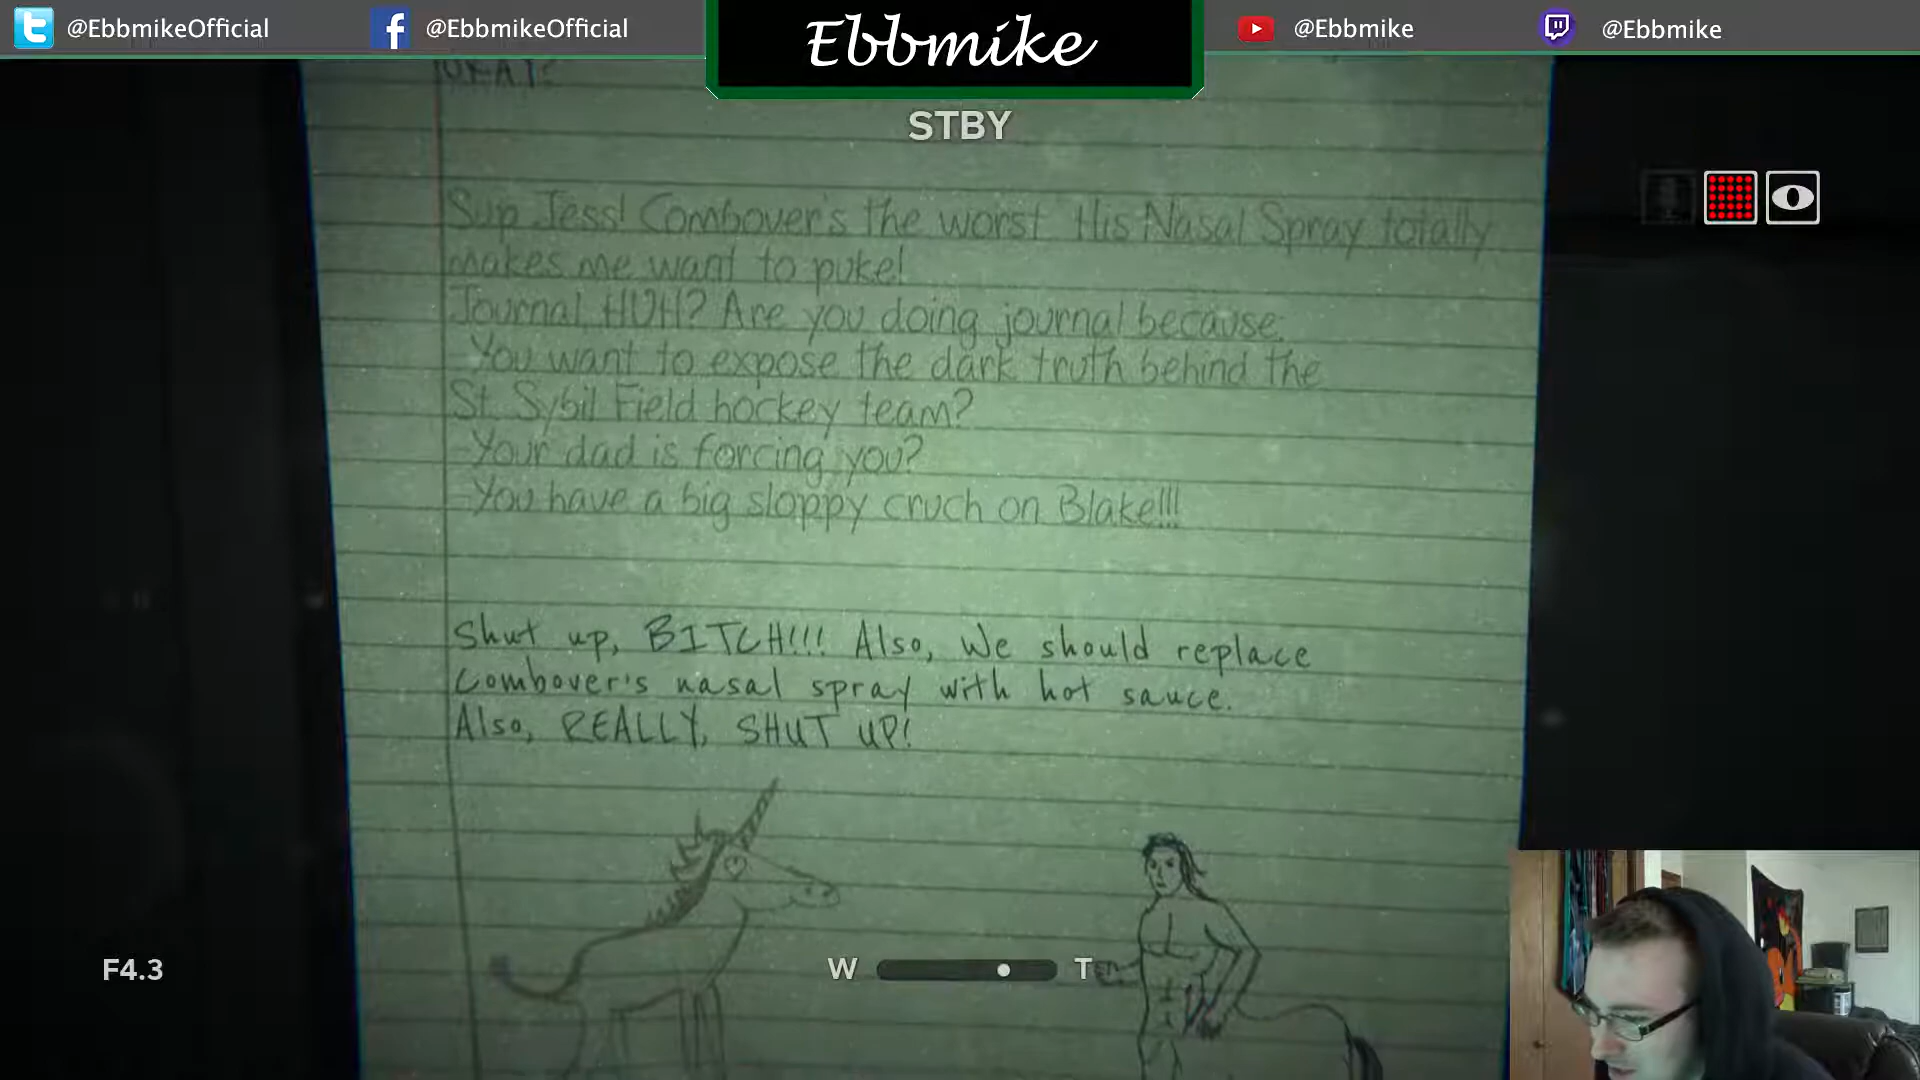 @EbbmikeOfficial
@EbbmikeOfficial
Ebbmike
@Ebbmike
@Ebbmike
STBY
Sup Jess! Combover's the worst. His Nasal Spray totally
makes me want to puke!
Journal HUH? Are you doing journal because:
-You want to expose the dark truth behind the
St. Sybil Field hockey team?
-Your dad is forcing you?
-You have a big sloppy cruch on Blake!!!
Shut up, BITCH!!! Also, We should replace
Combover's nasal spray with hot sauce.
Also, REALLY, SHUT UP!
F4.3
W
T